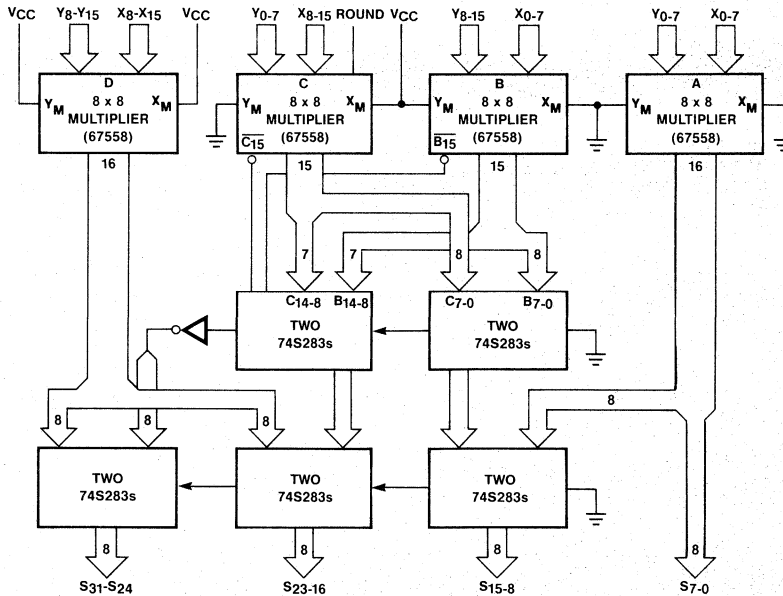 VCC Y8-Y15 X8-X15 VCC Y0-7 X8-15 ROUND VCC Y8-15 X0-7 Y0-7 X0-7
D C B A
YM 8 x 8 XM YM 8 x 8 XM YM 8 x 8 XM YM 8 x 8 XM
MULTIPLIER MULTIPLIER MULTIPLIER MULTIPLIER
(67558) (67558) (67558) (67558)
C̅1̅5̅ B̅1̅5̅
16 15 15 16
7 7 8 8
C14-8 B14-8 C7-0 B7-0
TWO TWO
74S283s 74S283s
8
8 8 8
TWO TWO TWO
74S283s 74S283s 74S283s
8 8 8 8
S31-S24 S23-16 S15-8 S7-0